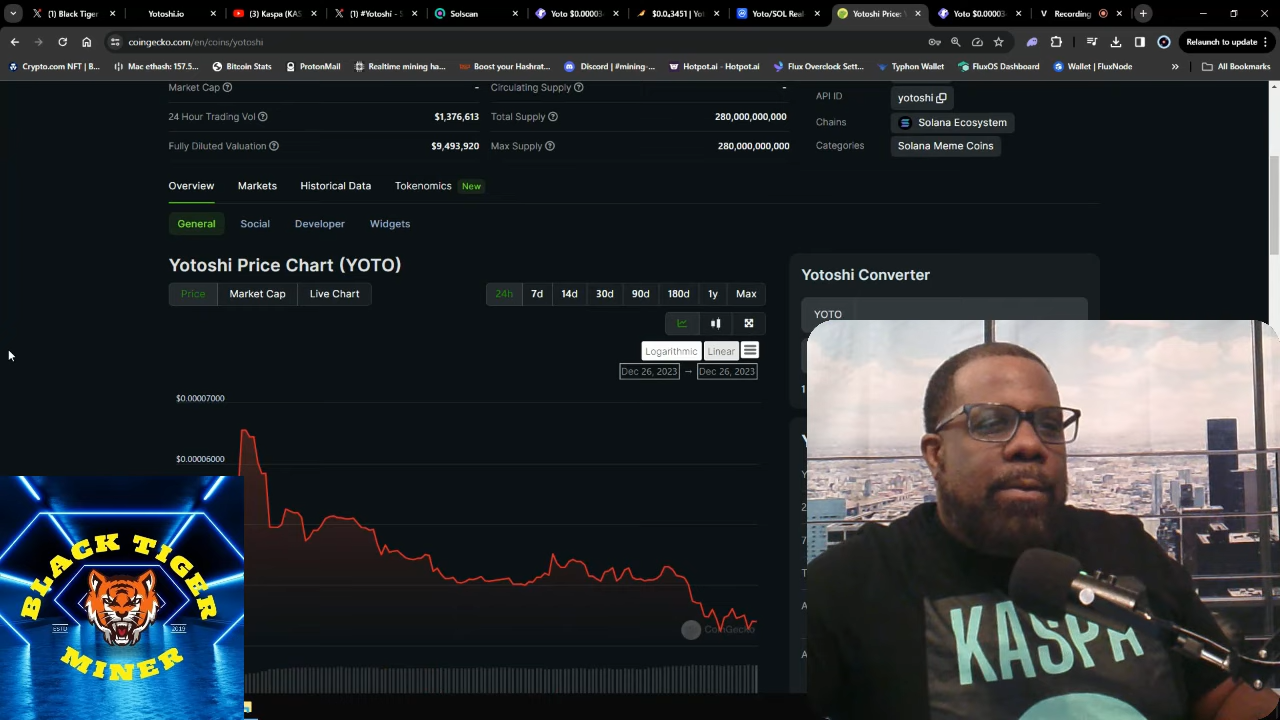 (1) Black Tiger
Yotoshi.io
(3) Kaspa (KAS
(1) #Yotoshi - S
Solscan
Yoto $0.00003
$0.0₄3451 | Yot
Yoto/SOL Real
Yotoshi Price:
Yoto $0.00003
Recording
coingecko.com/en/coins/yotoshi
Relaunch to update
Crypto.com NFT | B...
Mac ethash: 157.5...
Bitcoin Stats
ProtonMail
Realtime mining ha...
Boost your Hashrat...
Discord | #mining-...
Hotpot.ai - Hotpot.ai
Flux Overclock Sett...
Typhon Wallet
FluxOS Dashboard
Wallet | FluxNode
All Bookmarks
Market Cap
-
Circulating Supply
-
API ID
yotoshi
24 Hour Trading Vol
$1,376,613
Total Supply
280,000,000,000
Chains
Solana Ecosystem
Fully Diluted Valuation
$9,493,920
Max Supply
280,000,000,000
Categories
Solana Meme Coins
Overview
Markets
Historical Data
Tokenomics
New
General
Social
Developer
Widgets
Yotoshi Price Chart (YOTO)
Yotoshi Converter
Price
Market Cap
Live Chart
24h
7d
14d
30d
90d
180d
1y
Max
YOTO
Logarithmic
Linear
Dec 26, 2023 → Dec 26, 2023
$0.00007000
$0.00006000
CoinGecko
BLACK TIGER
ESTD
2019
MINER
KASPA